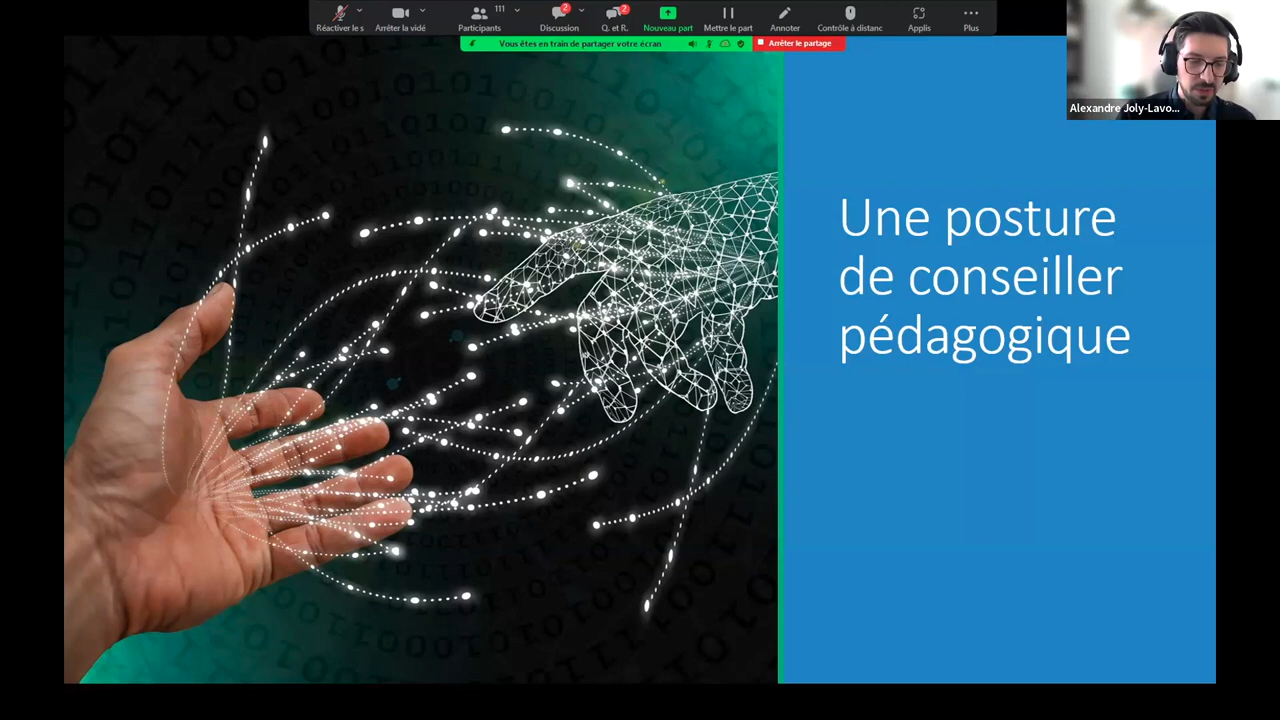 111
2
2
Réactiver le s
Arrêter la vidé
Participants
Discussion
Q. et R.
Nouveau part
Mettre le part
Annoter
Contrôle à distanc
Applis
Plus
Vous êtes en train de partager votre écran
Arrêter le partage
Alexandre Joly-Lavo...
Une posture
de conseiller
pédagogique